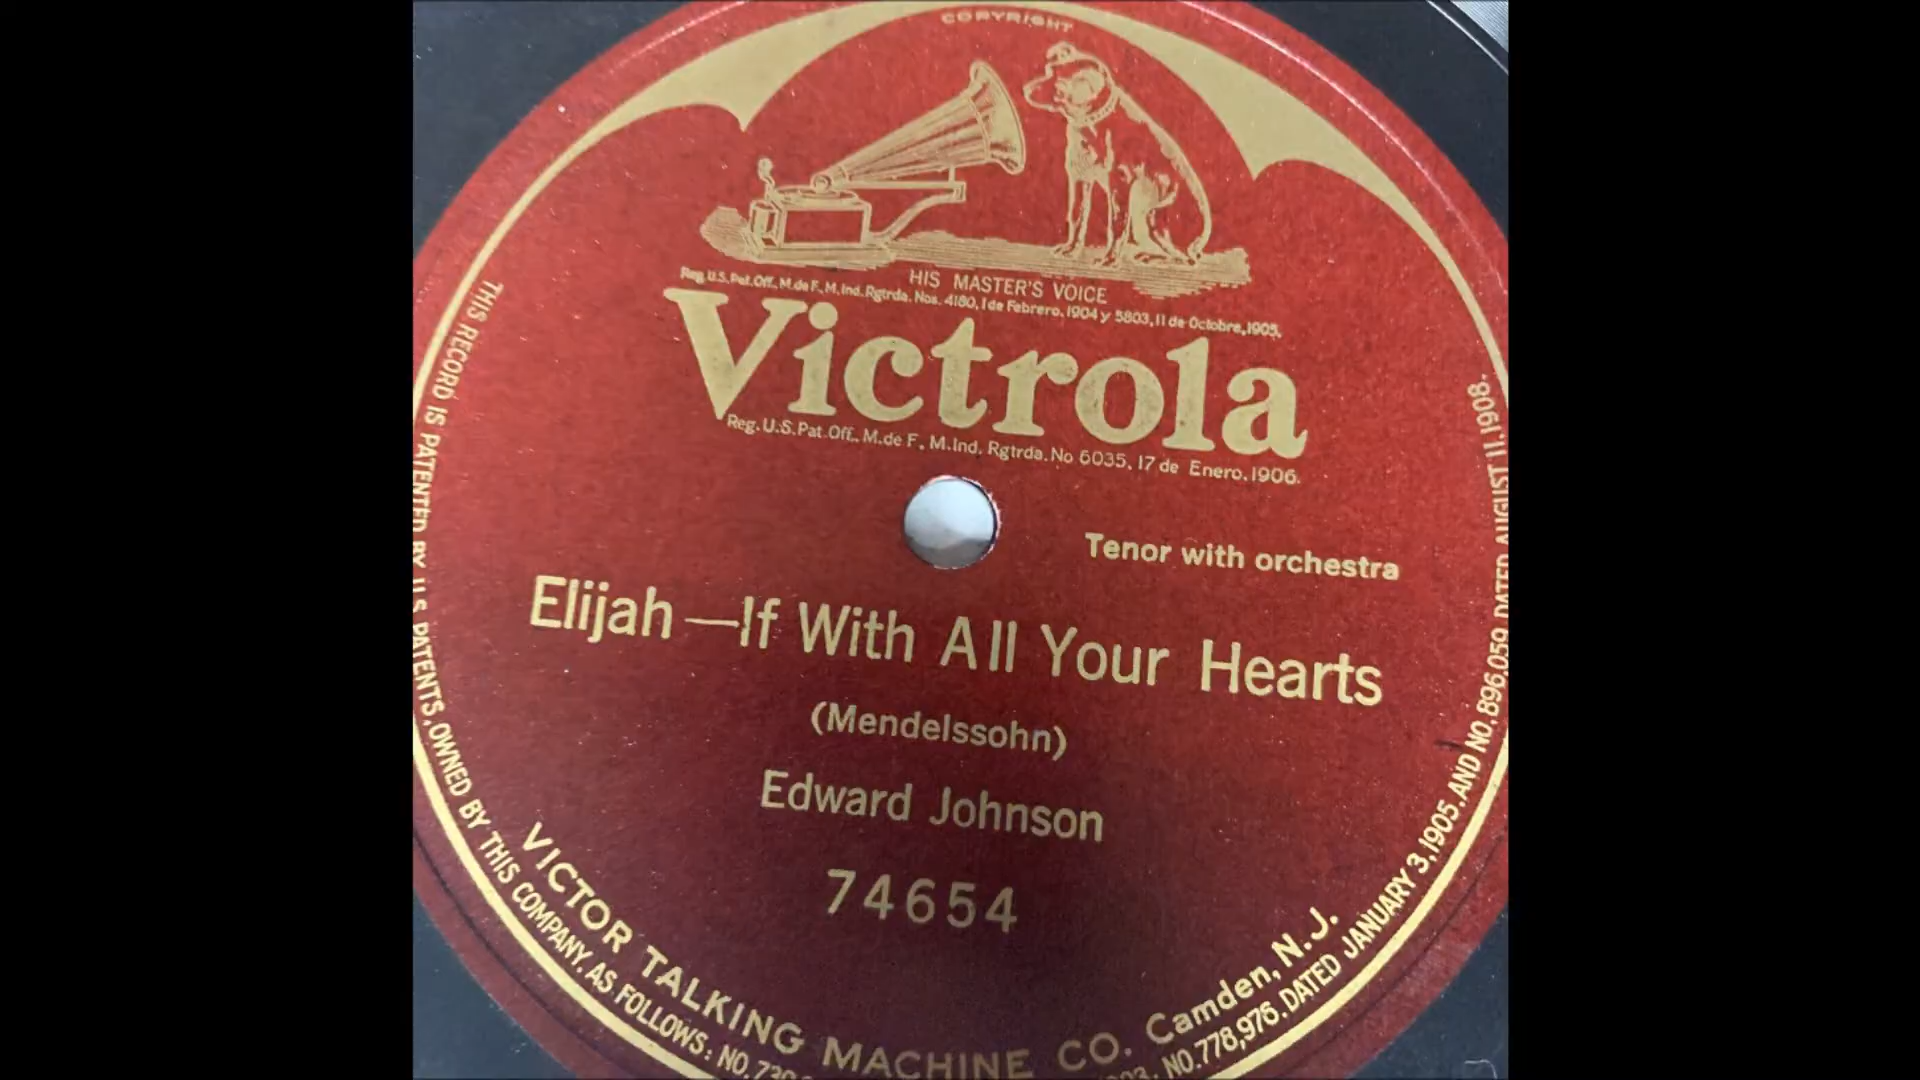 COPYRIGHT
HIS MASTER'S VOICE
Reg.U.S.Pat.Off., M.de F., M.Ind. Rgtrda. Nos. 4180, 1 de Febrero, 1904 y 5803, 11 de Octobre, 1905.
Victrola
Reg.U.S.Pat.Off., M.de F., M.Ind. Rgtrda. No 6035, 17 de Enero, 1906.
Tenor with orchestra
Elijah—If With All Your Hearts
(Mendelssohn)
Edward Johnson
74654
VICTOR TALKING MACHINE CO. Camden, N.J.
THIS RECORD IS PATENTED BY U.S. PATENTS, OWNED BY THIS COMPANY, AS FOLLOWS: NO.
NO.778,976, DATED JANUARY 3, 1905, AND NO.896,059, DATED AUGUST 11, 1908.